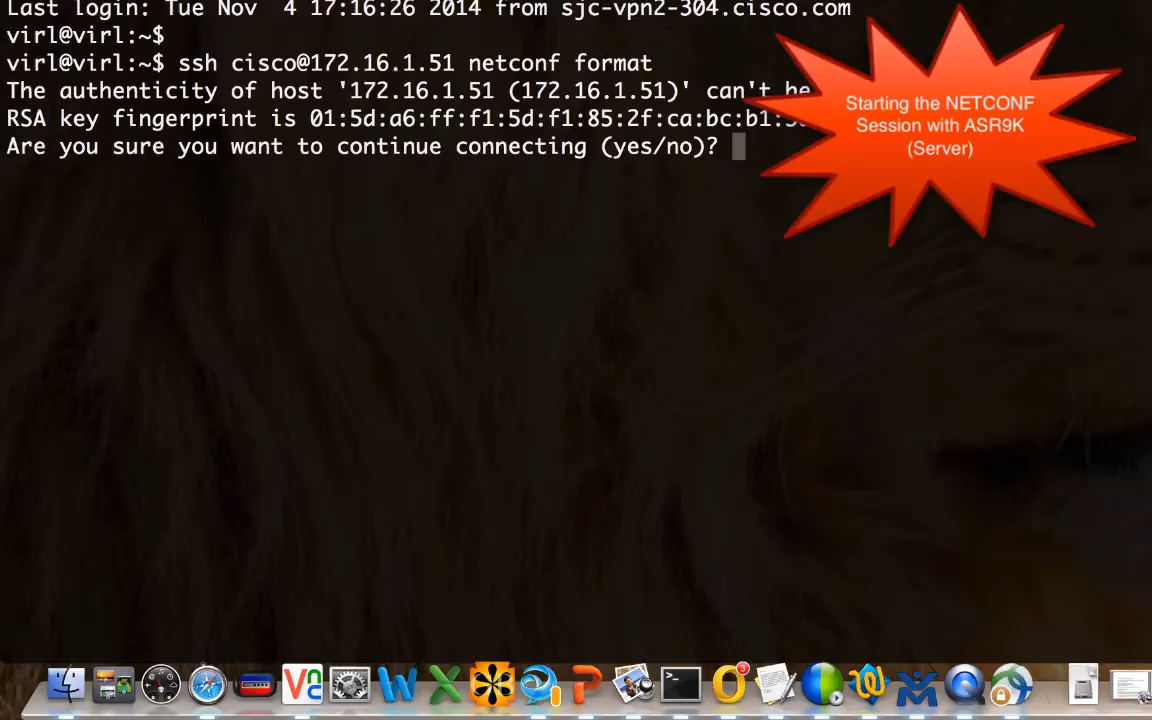 Last login: Tue Nov  4 17:16:26 2014 from sjc-vpn2-304.cisco.com
virl@virl:~$
virl@virl:~$ ssh cisco@172.16.1.51 netconf format
The authenticity of host '172.16.1.51 (172.16.1.51)' can't be
RSA key fingerprint is 01:5d:a6:ff:f1:5d:f1:85:2f:ca:bc:b1:
Are you sure you want to continue connecting (yes/no)?
Starting the NETCONF
Session with ASR9K
(Server)